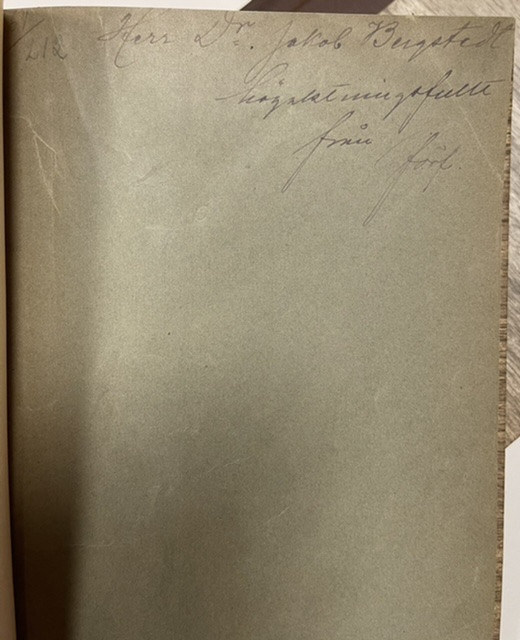 Herr Dr. Jakob Bergstedt
högaktningsfullt
från förf.